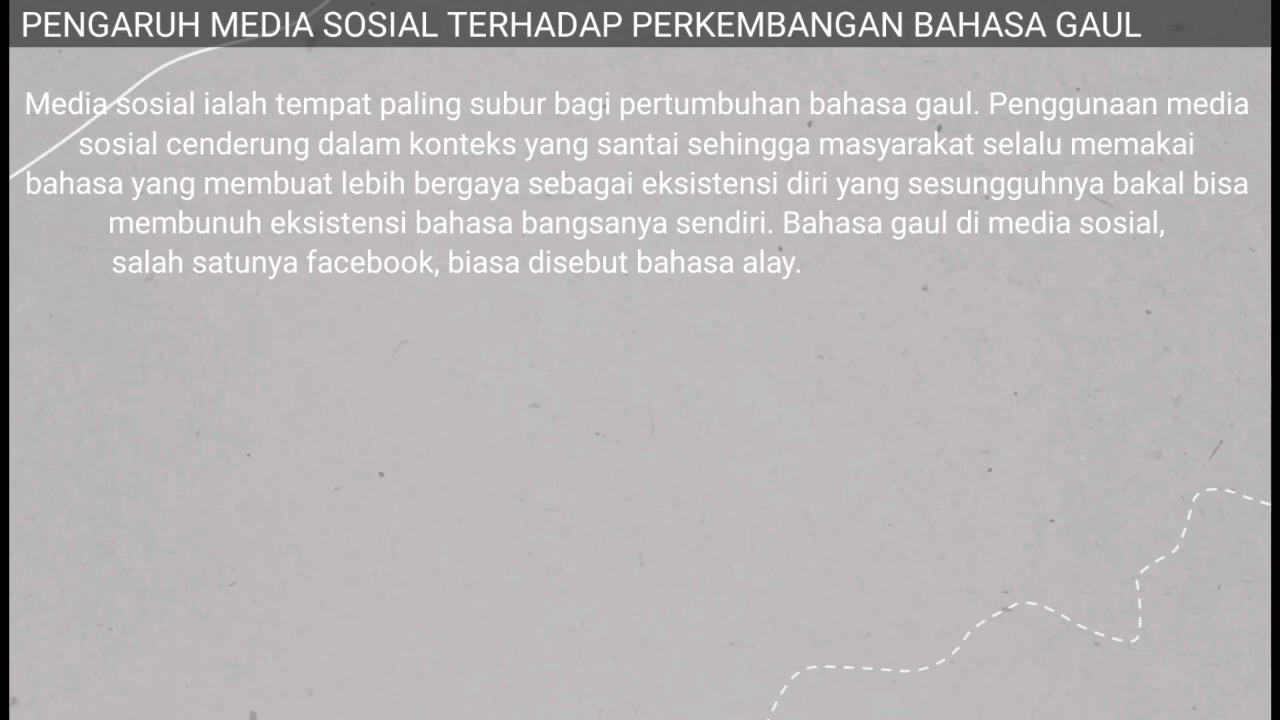 PENGARUH MEDIA SOSIAL TERHADAP PERKEMBANGAN BAHASA GAUL
Media sosial ialah tempat paling subur bagi pertumbuhan bahasa gaul. Penggunaan media
sosial cenderung dalam konteks yang santai sehingga masyarakat selalu memakai
bahasa yang membuat lebih bergaya sebagai eksistensi diri yang sesungguhnya bakal bisa
membunuh eksistensi bahasa bangsanya sendiri. Bahasa gaul di media sosial,
salah satunya facebook, biasa disebut bahasa alay.